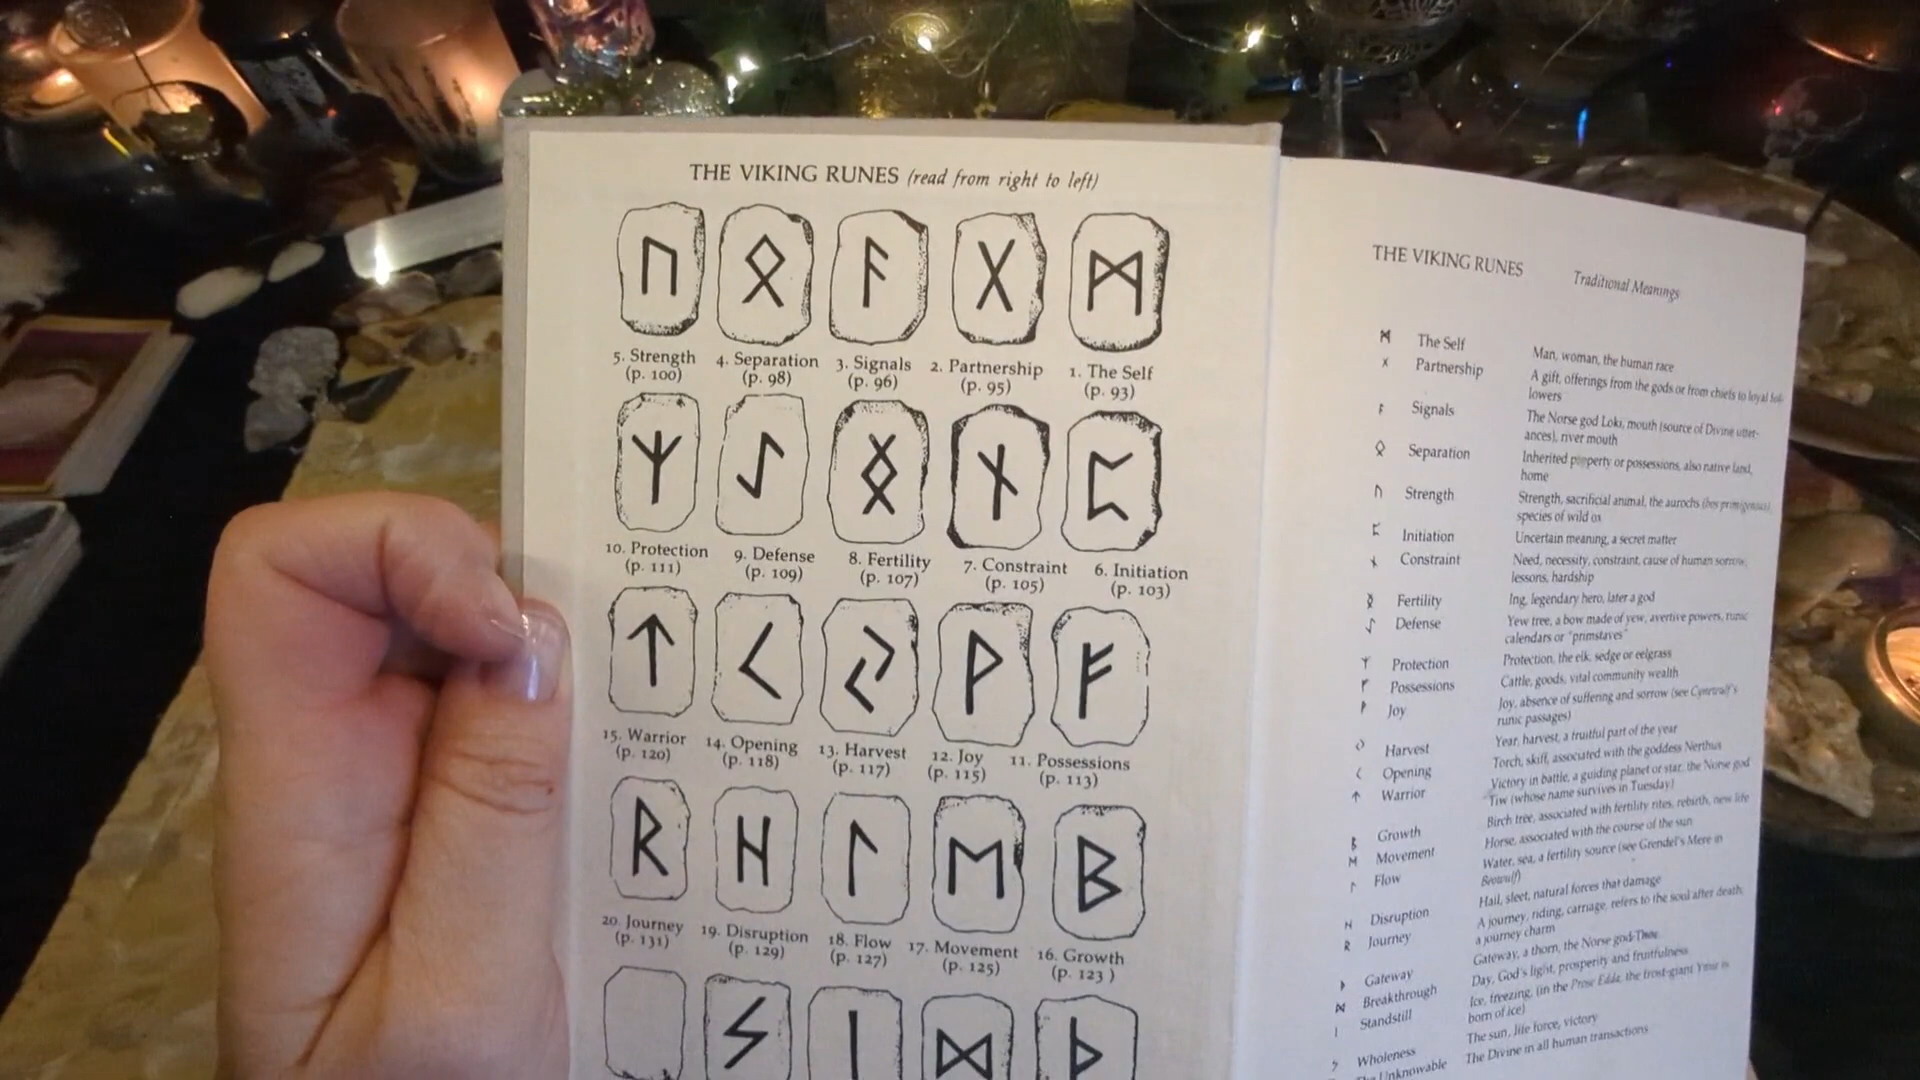 THE VIKING RUNES (read from right to left)
5. Strength 4. Separation 3. Signals 2. Partnership 1. The Self
(p. 100) (p. 98) (p. 96) (p. 95) (p. 93)
10. Protection 9. Defense 8. Fertility 7. Constraint 6. Initiation
(p. 111) (p. 109) (p. 107) (p. 105) (p. 103)
15. Warrior 14. Opening 13. Harvest 12. Joy 11. Possessions
(p. 120) (p. 118) (p. 117) (p. 115) (p. 113)
20. Journey 19. Disruption 18. Flow 17. Movement 16. Growth
(p. 131) (p. 129) (p. 127) (p. 125) (p. 123 )
THE VIKING RUNES Traditional Meanings
ᛗ The Self Man, woman, the human race
ᚷ Partnership A gift, offerings from the gods or from chiefs to loyal fol-
lowers
ᚨ Signals The Norse god Loki, mouth (source of Divine utter-
ances), river mouth
ᛟ Separation Inherited property or possessions, also native land,
home
ᚢ Strength Strength, sacrificial animal, the aurochs (bos primigenius),
species of wild ox
ᛈ Initiation Uncertain meaning, a secret matter
ᚾ Constraint Need, necessity, constraint, cause of human sorrow,
lessons, hardship
ᛝ Fertility Ing, legendary hero, later a god
ᛇ Defense Yew tree, a bow made of yew, avertive powers, runic
calendars or "primstaves"
ᛉ Protection Protection, the elk, sedge or eelgrass
ᚠ Possessions Cattle, goods, vital community wealth
ᚹ Joy Joy, absence of suffering and sorrow (see Cynewulf's
runic passages)
ᛃ Harvest Year, harvest, a fruitful part of the year
ᚲ Opening Torch, skiff, associated with the goddess Nerthus
ᛏ Warrior Victory in battle, a guiding planet or star, the Norse god
Tiw (whose name survives in Tuesday)
ᛒ Growth Birch tree, associated with fertility rites, rebirth, new life
ᛖ Movement Horse, associated with the course of the sun
ᛚ Flow Water, sea, a fertility source (see Grendel's Mere in
Beowulf)
ᚺ Disruption Hail, sleet, natural forces that damage
ᚱ Journey A journey, riding, carriage, refers to the soul after death,
a journey charm
ᚦ Gateway Gateway, a thorn, the Norse god Thor
ᛞ Breakthrough Day, God's light, prosperity and fruitfulness
ᛁ Standstill Ice, freezing, (in the Prose Edda, the frost-giant Ymir is
born of ice)
ᛋ Wholeness The sun, life force, victory
The Unknowable The Divine in all human transactions